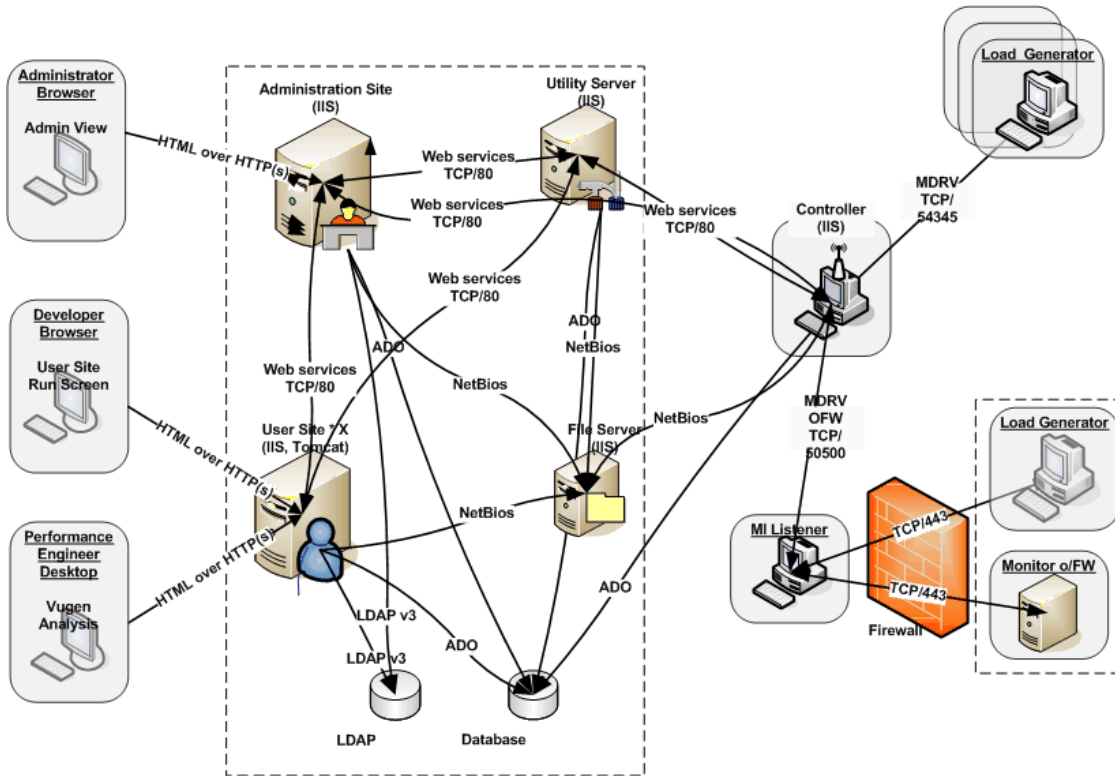 Administrator
Browser
Admin View
HTML over HTTP(s)
Administration Site
(IIS)
Utility Server
(IIS)
Load Generator
Web services
TCP/80
Web services
TCP/80
Web services
TCP/80
Controller
(IIS)
MDRV
TCP/
54345
Developer
Browser
User Site
Run Screen
HTML over HTTP(s)
Web services
TCP/80
ADO
ADO
NetBios
Web services
TCP/80
NetBios
NetBios
MDRV
OFW
TCP/
50500
User Site * X
(IIS, Tomcat)
File Server
(IIS)
Load Generator
Performance
Engineer
Desktop
Vugen
Analysis
HTML over HTTP(s)
NetBios
MI Listener
TCP/443
TCP/443
Monitor o/FW
Firewall
ADO
LDAP v3
LDAP v3
ADO
LDAP
Database